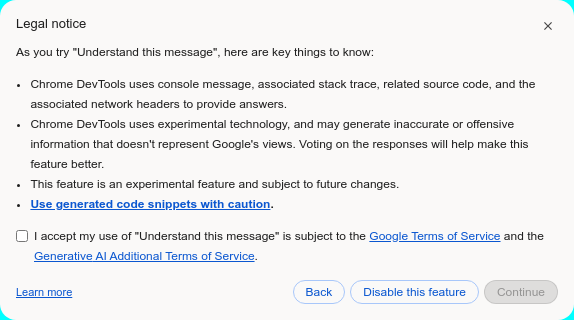 Legal notice
As you try "Understand this message", here are key things to know:
• Chrome DevTools uses console message, associated stack trace, related source code, and the
associated network headers to provide answers.
• Chrome DevTools uses experimental technology, and may generate inaccurate or offensive
information that doesn't represent Google's views. Voting on the responses will help make this
feature better.
• This feature is an experimental feature and subject to future changes.
• Use generated code snippets with caution.
I accept my use of "Understand this message" is subject to the Google Terms of Service and the
Generative AI Additional Terms of Service.
Learn more Back Disable this feature Continue